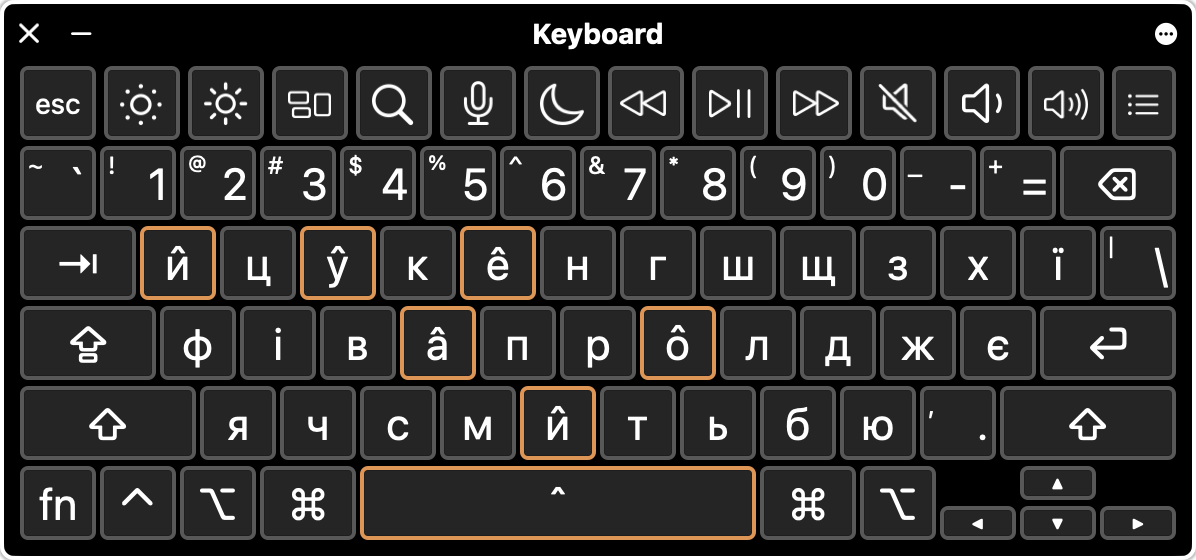 Keyboard
esc
~ ` ! 1 @ 2 # 3 $ 4 % 5 ^ 6 & 7 * 8 ( 9 ) 0 _ - + =
й̂ ц у̂ к е̂ н г ш щ з х ї | \
ф і в а̂ п р о̂ л д ж є
я ч с м и̂ т ь б ю ʼ .
fn ^ ⌥ ⌘ ^ ⌘ ⌥